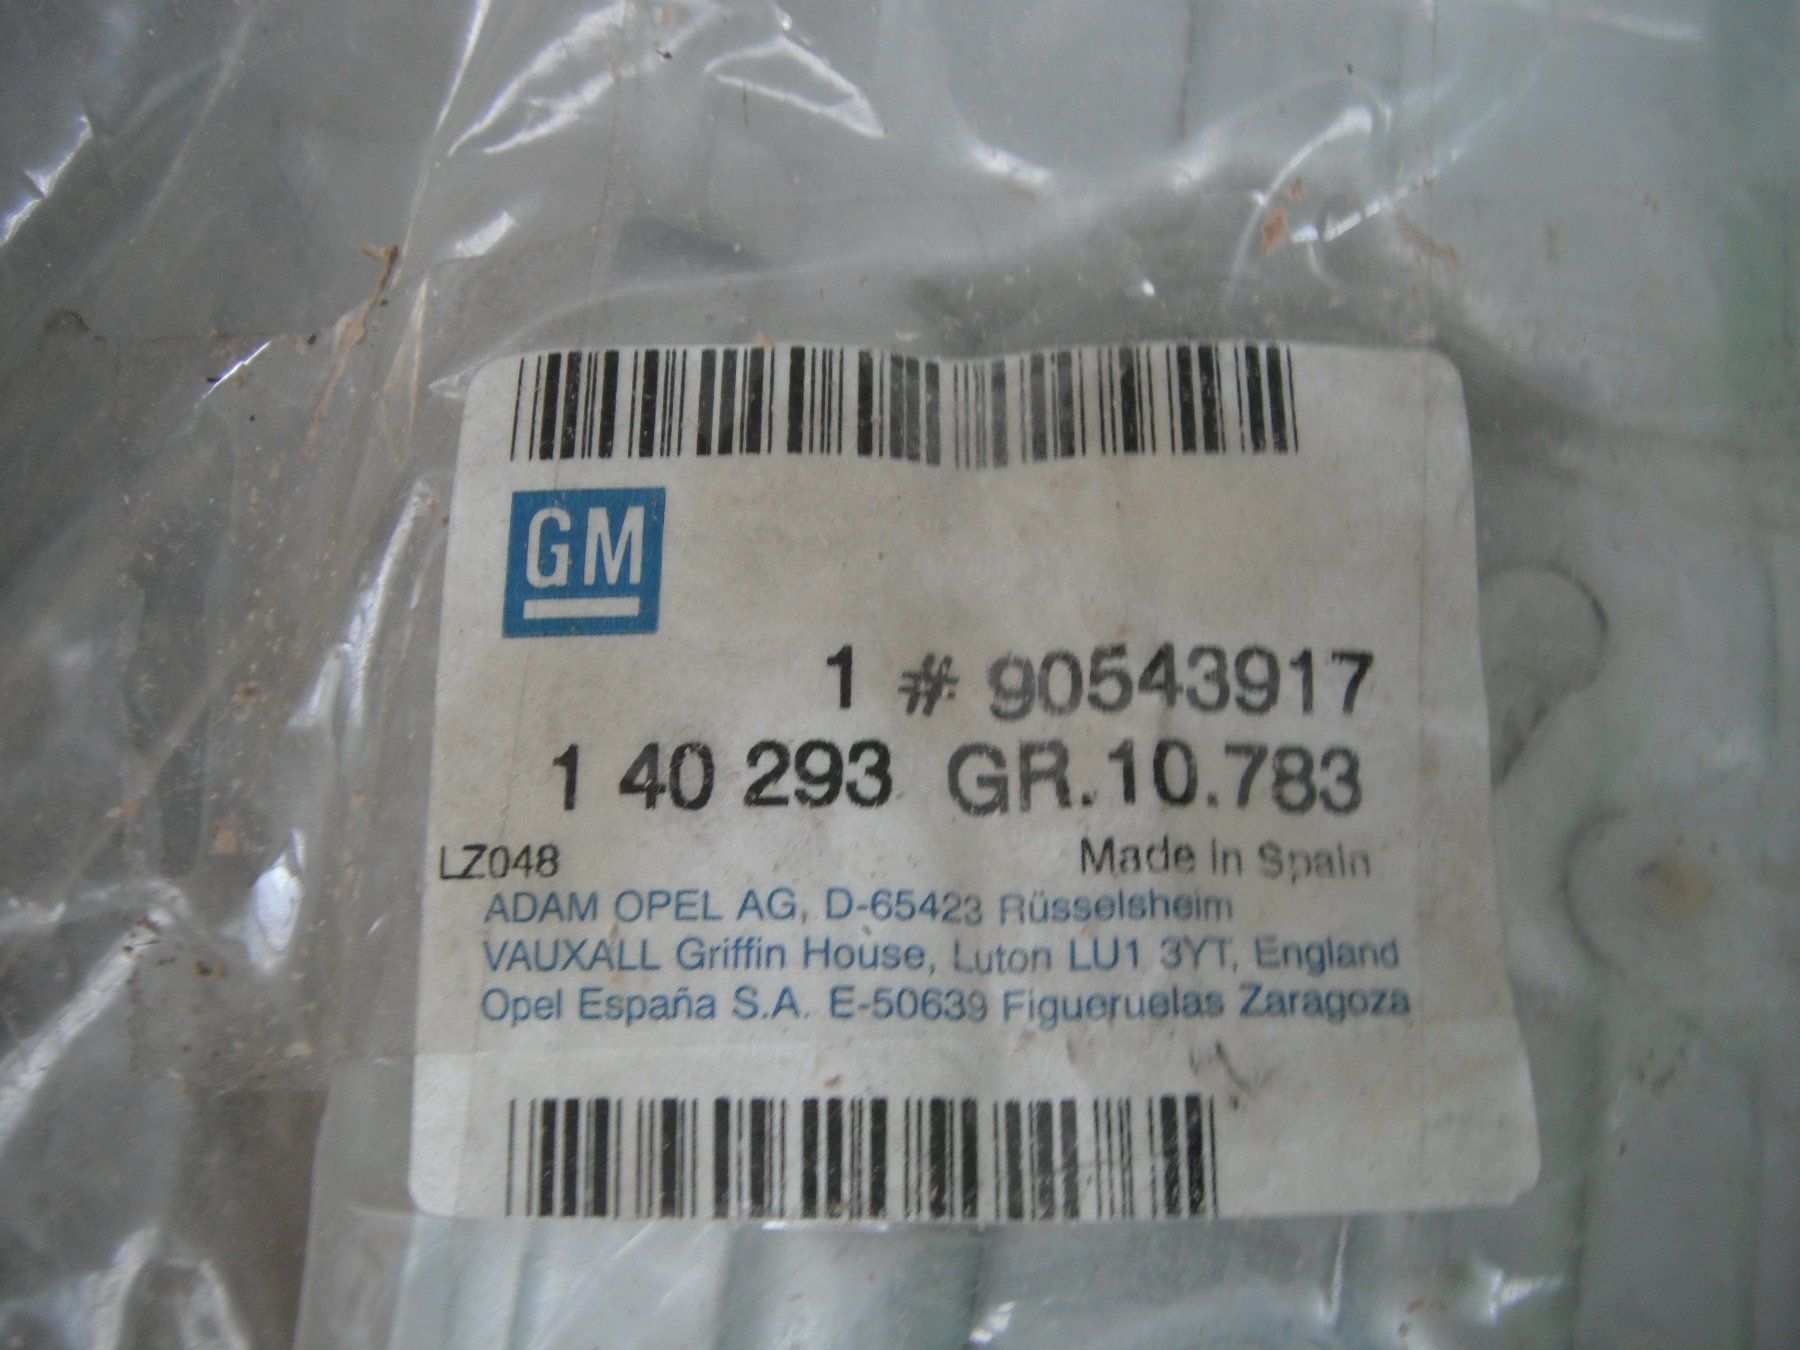 GM
1 # 90543917
1 40 293 GR.10.783
LZ048 Made in Spain
ADAM OPEL AG, D-65423 Rüsselsheim
VAUXALL Griffin House, Luton LU1 3YT, England
Opel España S.A. E-50639 Figueruelas Zaragoza